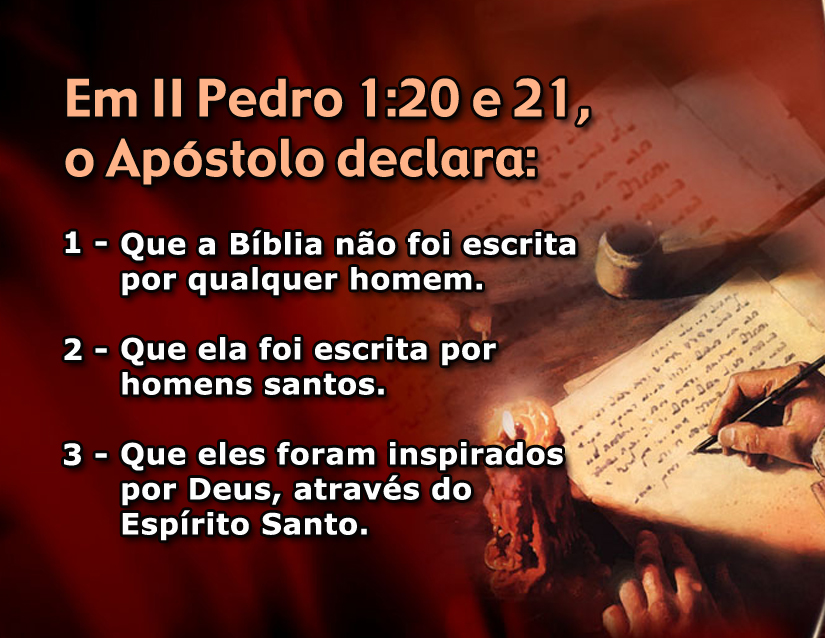 Em II Pedro 1:20 e 21,
o Apóstolo declara:
1 - Que a Bíblia não foi escrita
por qualquer homem.
2 - Que ela foi escrita por
homens santos.
3 - Que eles foram inspirados
por Deus, através do
Espírito Santo.